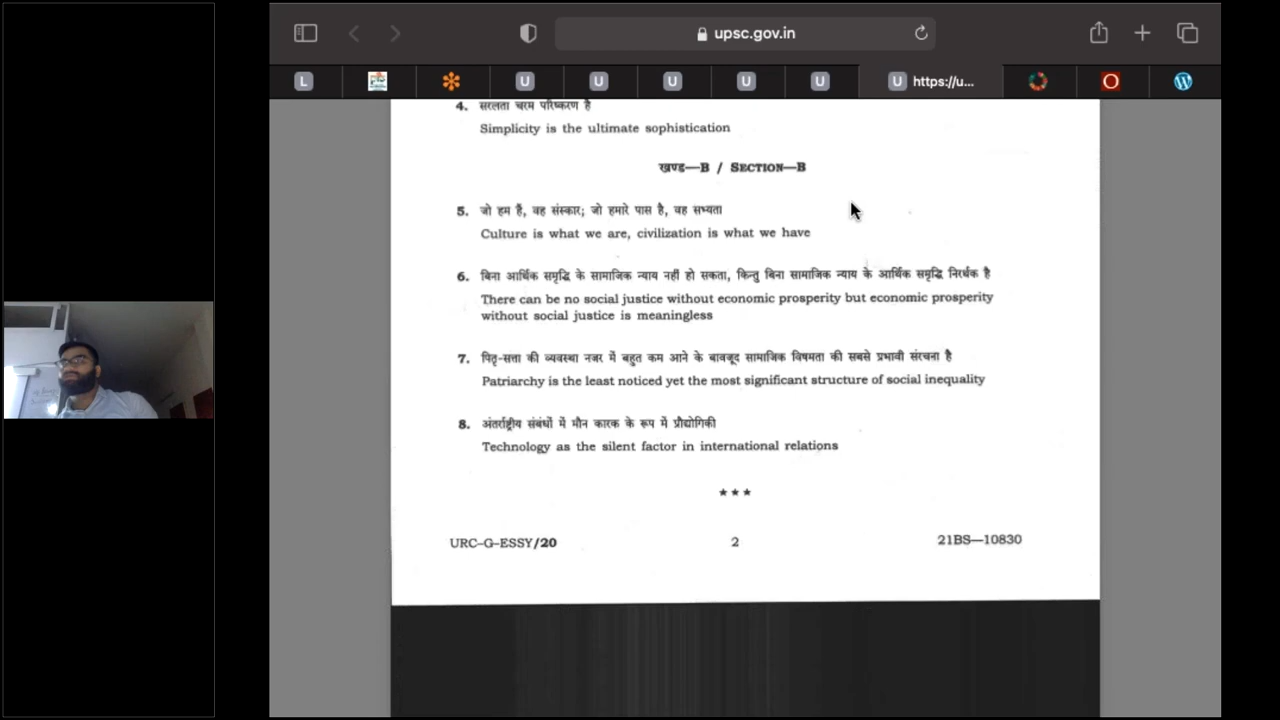 upsc.gov.in
L
U
U
U
U
U
U
https://u...
4. सरलता चरम परिष्करण है
Simplicity is the ultimate sophistication
खण्ड—B / SECTION—B
5. जो हम हैं, वह संस्कार; जो हमारे पास है, वह सभ्यता
Culture is what we are, civilization is what we have
6. बिना आर्थिक समृद्धि के सामाजिक न्याय नहीं हो सकता, किन्तु बिना सामाजिक न्याय के आर्थिक समृद्धि निरर्थक है
There can be no social justice without economic prosperity but economic prosperity
without social justice is meaningless
7. पितृ-सत्ता की व्यवस्था नजर में बहुत कम आने के बावजूद सामाजिक विषमता की सबसे प्रभावी संरचना है
Patriarchy is the least noticed yet the most significant structure of social inequality
8. अंतर्राष्ट्रीय संबंधों में मौन कारक के रूप में प्रौद्योगिकी
Technology as the silent factor in international relations
★★★
URC–G–ESSY/20 2 21BS—10830